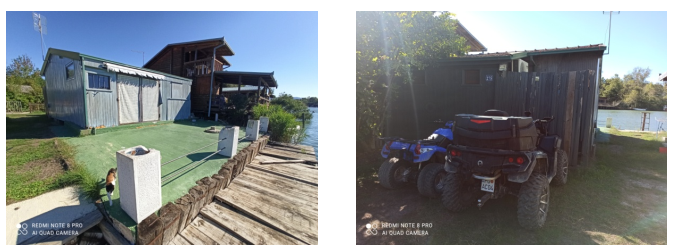 REDMI NOTE 8 PRO
AI QUAD CAMERA
REDMI NOTE 8 PRO
AI QUAD CAMERA